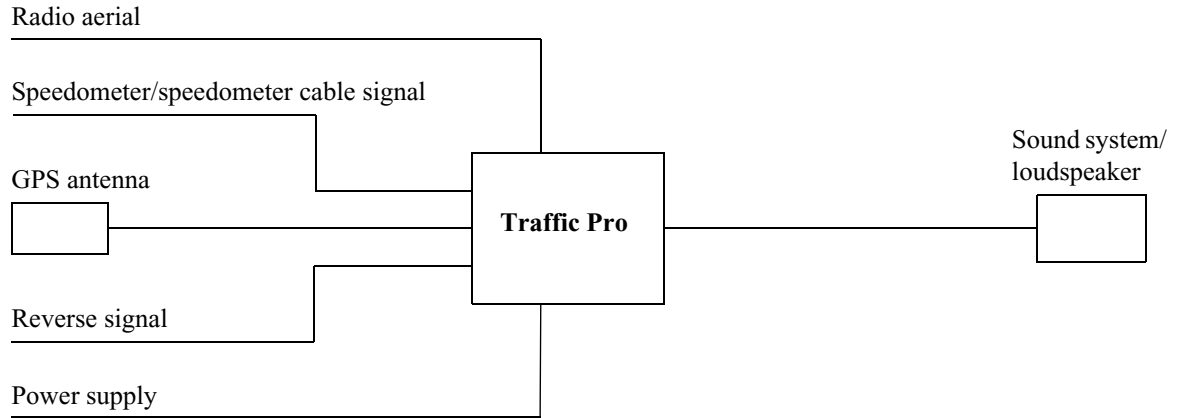 Radio aerial
Speedometer/speedometer cable signal
Sound system/
loudspeaker
GPS antenna
Traffic Pro
Reverse signal
Power supply